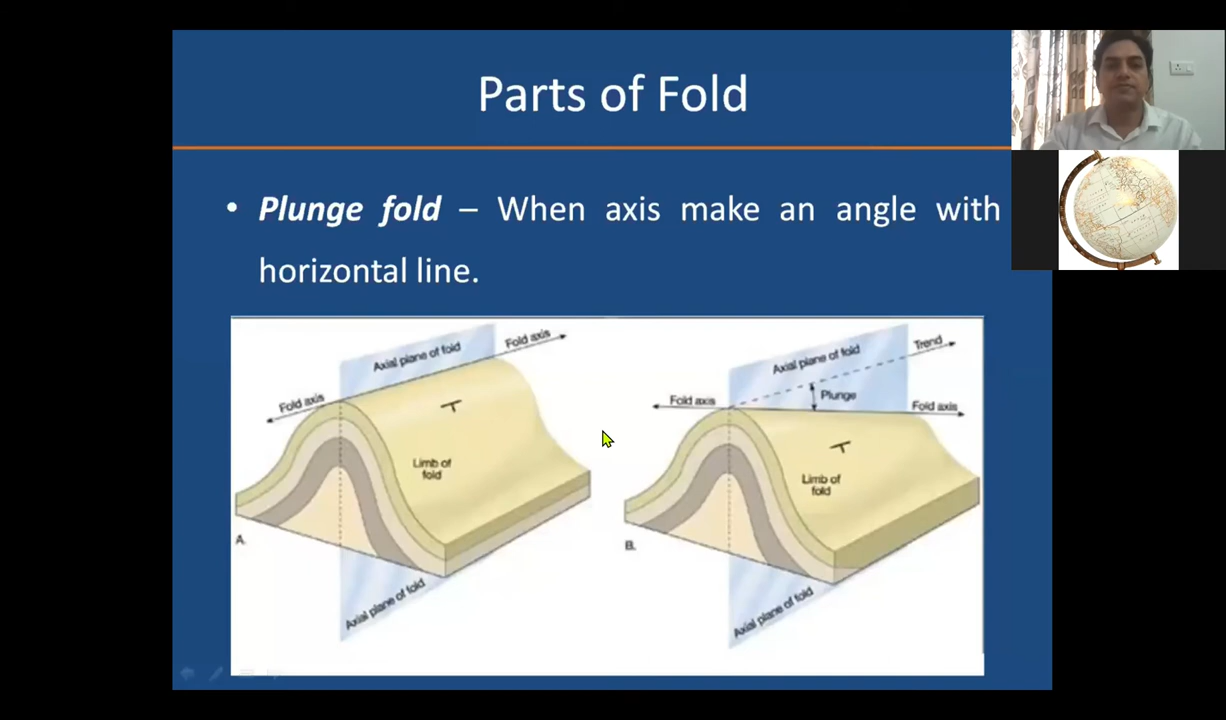 Parts of Fold
• Plunge fold – When axis make an angle with
horizontal line.
Axial plane of fold
Fold axis
Fold axis
Limb of
fold
A.
Axial plane of fold
Axial plane of fold
Trend
Fold axis
Plunge
Fold axis
Limb of
fold
B.
Axial plane of fold